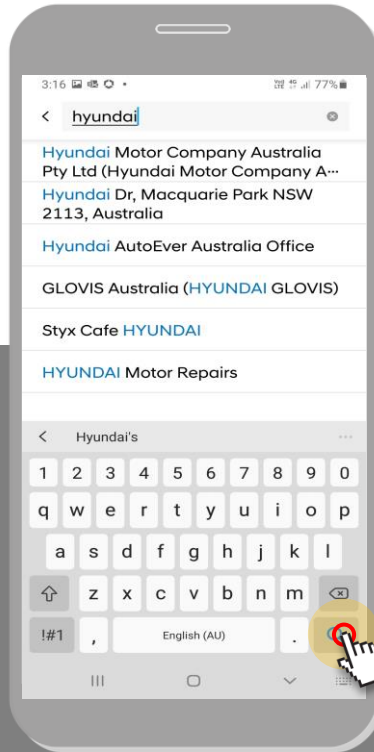 3:16 77%
hyundai
Hyundai Motor Company Australia
Pty Ltd (Hyundai Motor Company A···
Hyundai Dr, Macquarie Park NSW
2113, Australia
Hyundai AutoEver Australia Office
GLOVIS Australia (HYUNDAI GLOVIS)
Styx Cafe HYUNDAI
HYUNDAI Motor Repairs
Hyundai's ···
1 2 3 4 5 6 7 8 9 0
q w e r t y u i o p
a s d f g h j k l
z x c v b n m
!#1 , English (AU) .